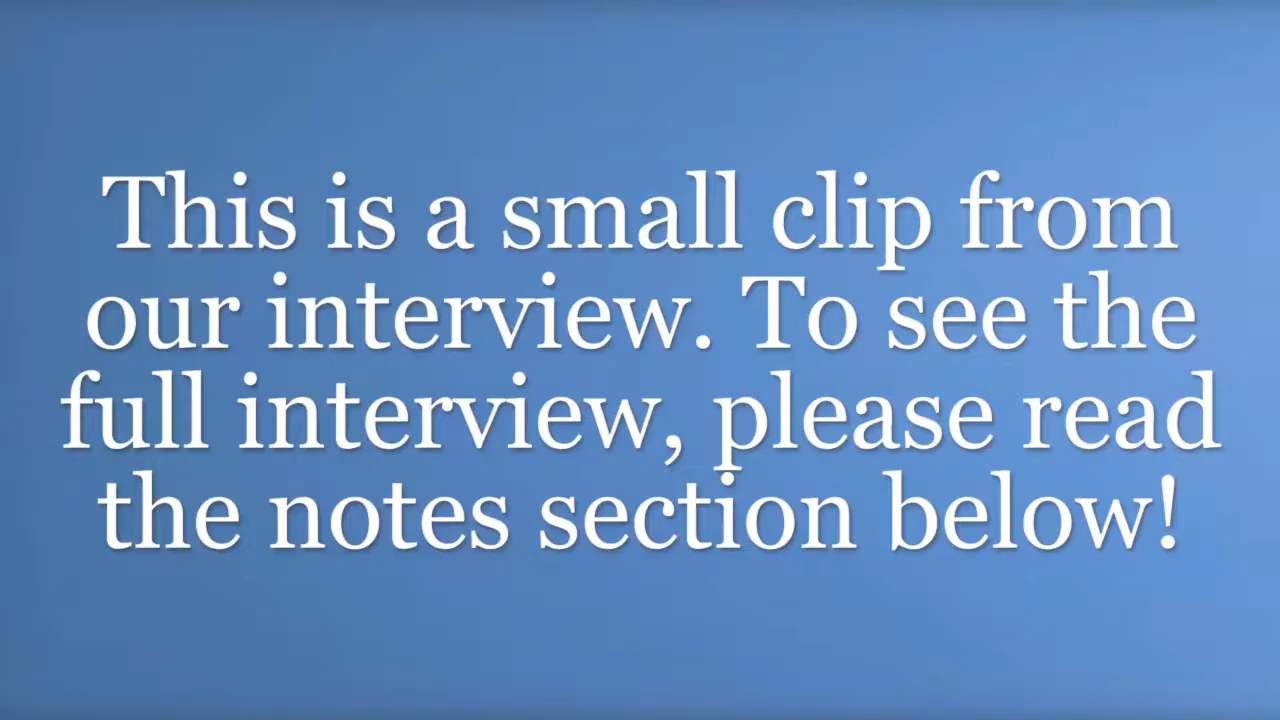 This is a small clip from
our interview. To see the
full interview, please read
the notes section below!